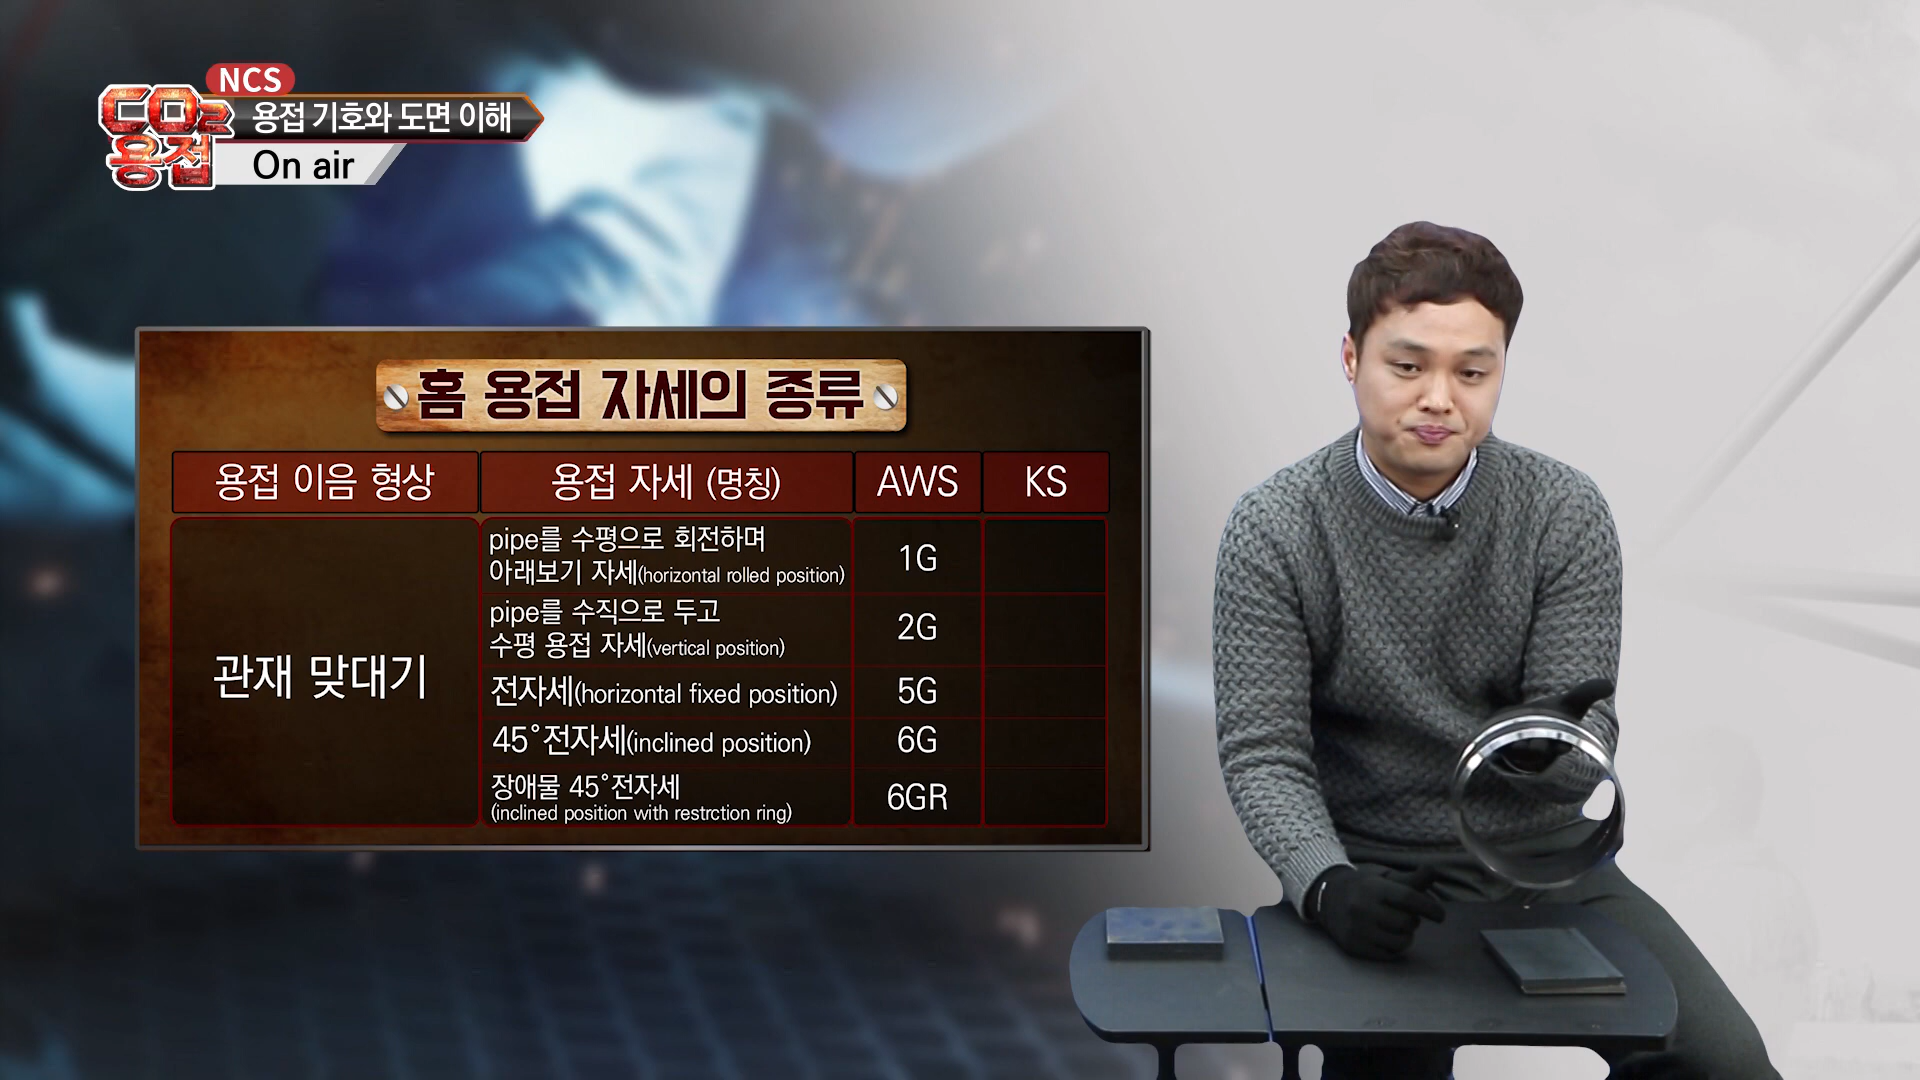 NCS
CO₂
용접
용접 기호와 도면 이해
On air
홈 용접 자세의 종류
용접 이음 형상
용접 자세 (명칭)
AWS
KS
관재 맞대기
pipe를 수평으로 회전하며
아래보기 자세(horizontal rolled position)
1G
pipe를 수직으로 두고
수평 용접 자세(vertical position)
2G
전자세(horizontal fixed position)
5G
45°전자세(inclined position)
6G
장애물 45°전자세
(inclined position with restrction ring)
6GR